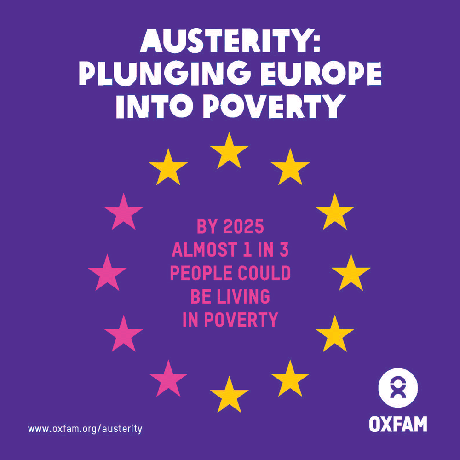 AUSTERITY:
PLUNGING EUROPE
INTO POVERTY
BY 2025
ALMOST 1 IN 3
PEOPLE COULD
BE LIVING
IN POVERTY
www.oxfam.org/austerity
OXFAM